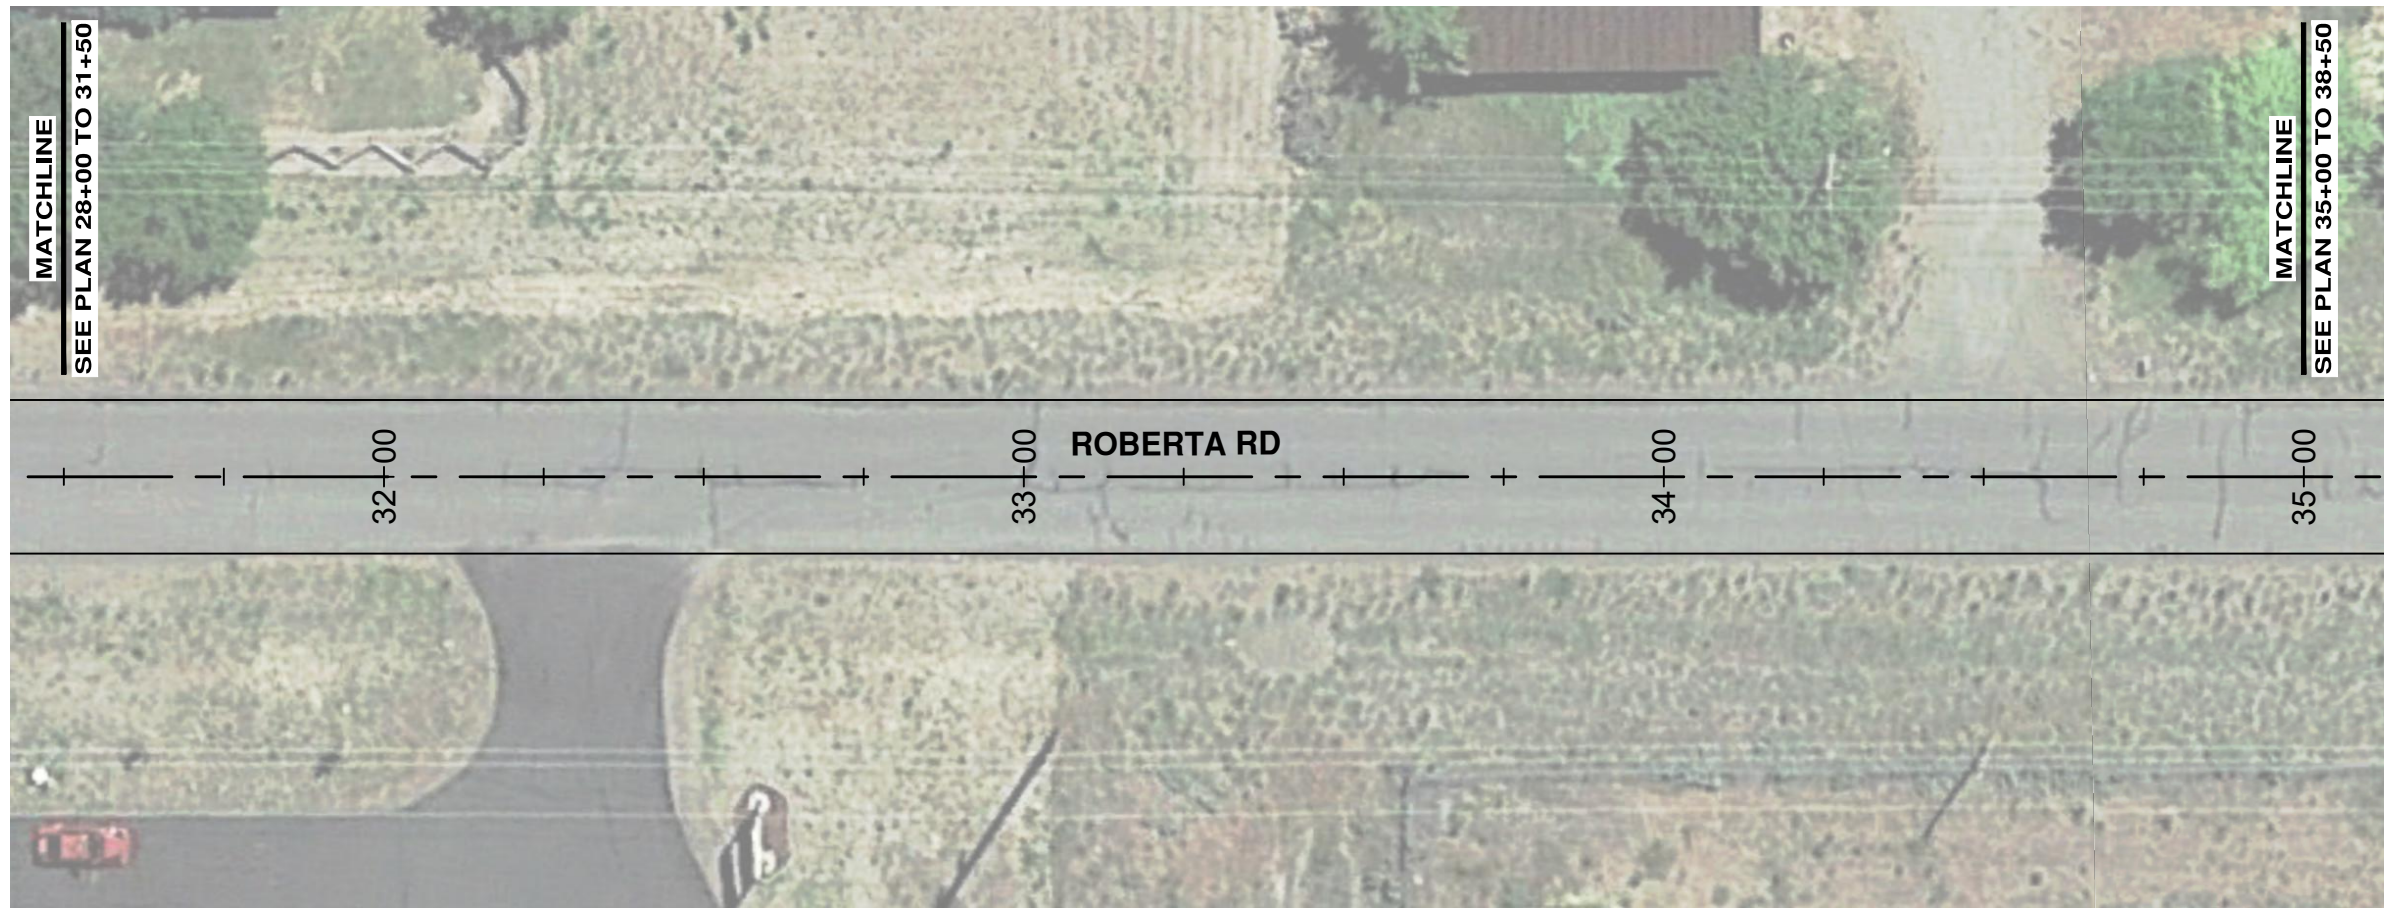 MATCHLINE
SEE PLAN 28+00 TO 31+50
ROBERTA RD
32+00
33+00
34+00
35+00
MATCHLINE
SEE PLAN 35+00 TO 38+50